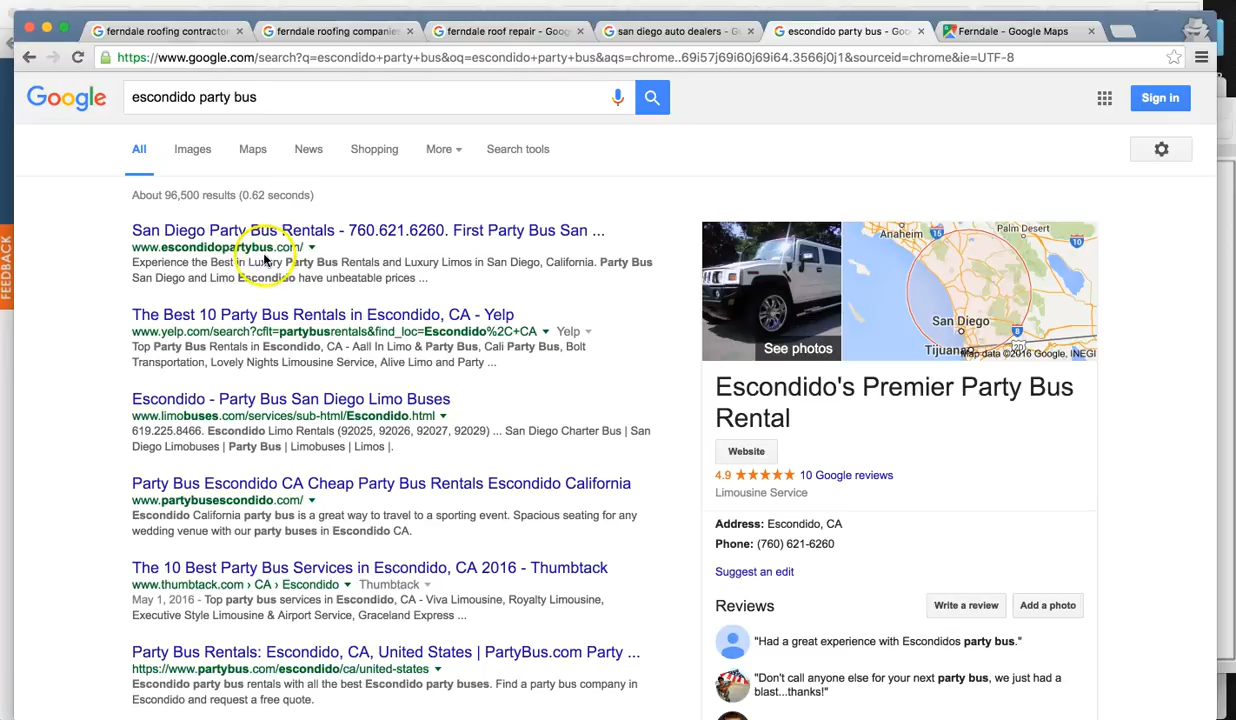 ferndale roofing contractor
ferndale roofing companies
ferndale roof repair - Goog
san diego auto dealers - G
escondido party bus - Goo
Ferndale - Google Maps
https://www.google.com/search?q=escondido+party+bus&oq=escondido+party+bus&aqs=chrome..69i57j69i60j69i64.3566j0j1&sourceid=chrome&ie=UTF-8
Google
escondido party bus
Sign in
All Images Maps News Shopping More Search tools
About 96,500 results (0.62 seconds)
FEEDBACK
San Diego Party Bus Rentals - 760.621.6260. First Party Bus San ...
www.escondidopartybus.com/
Experience the Best in Luxury Party Bus Rentals and Luxury Limos in San Diego, California. Party Bus
San Diego and Limo Escondido have unbeatable prices ...
The Best 10 Party Bus Rentals in Escondido, CA - Yelp
www.yelp.com/search?cflt=partybusrentals&find_loc=Escondido%2C+CA Yelp
Top Party Bus Rentals in Escondido, CA - Aall In Limo & Party Bus, Cali Party Bus, Bolt
Transportation, Lovely Nights Limousine Service, Alive Limo and Party ...
Escondido - Party Bus San Diego Limo Buses
www.limobuses.com/services/sub-html/Escondido.html
619.225.8466. Escondido Limo Rentals (92025, 92026, 92027, 92029) ... San Diego Charter Bus | San
Diego Limobuses | Party Bus | Limobuses | Limos |.
Party Bus Escondido CA Cheap Party Bus Rentals Escondido California
www.partybusescondido.com/
Escondido California party bus is a great way to travel to a sporting event. Spacious seating for any
wedding venue with our party buses in Escondido CA.
The 10 Best Party Bus Services in Escondido, CA 2016 - Thumbtack
www.thumbtack.com › CA › Escondido Thumbtack
May 1, 2016 - Top party bus services in Escondido, CA - Viva Limousine, Royalty Limousine,
Executive Style Limousine & Airport Service, Graceland Express ...
Party Bus Rentals: Escondido, CA, United States | PartyBus.com Party ...
https://www.partybus.com/escondido/ca/united-states
Escondido party bus rentals with all the best Escondido party buses. Find a party bus company in
Escondido and request a free quote.
See photos
Anaheim
15
Palm Desert
10
San Diego
8
Tijuana
Map data ©2016 Google, INEGI
Escondido's Premier Party Bus
Rental
Website
4.9 10 Google reviews
Limousine Service
Address: Escondido, CA
Phone: (760) 621-6260
Suggest an edit
Reviews
Write a review
Add a photo
"Had a great experience with Escondidos party bus."
"Don't call anyone else for your next party bus, we just had a
blast...thanks!"